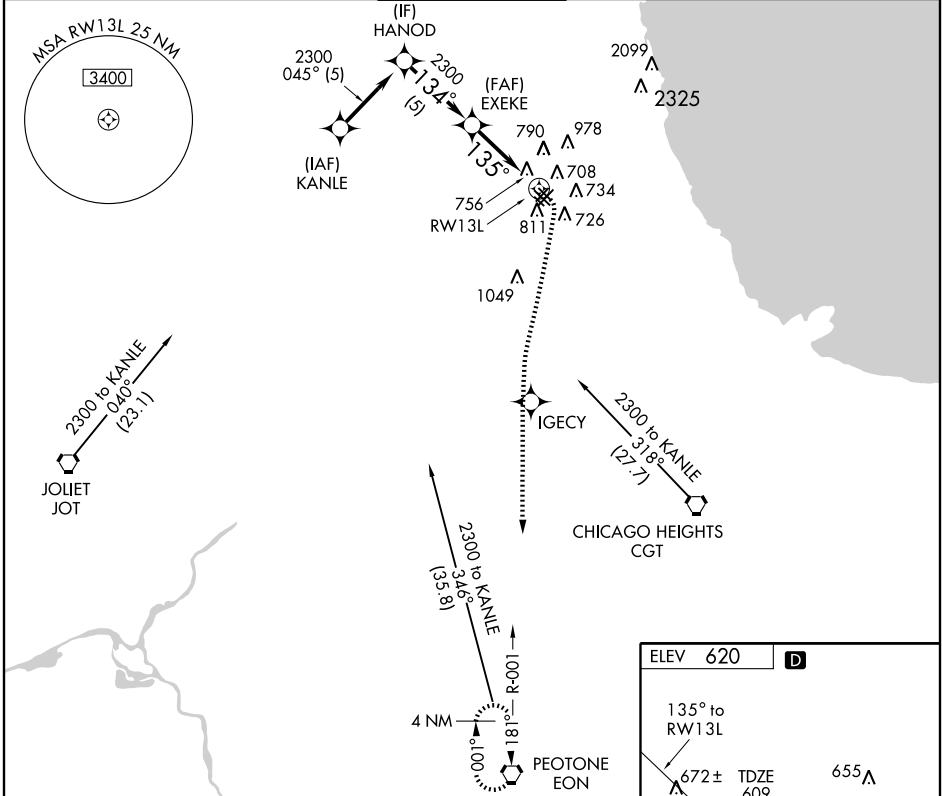 MSA RW13L 25 NM
3400
(IF)
HANOD
2300
045° (5)
2300
134°
(5)
(FAF)
EXEKE
135°
(IAF)
KANLE
2099
2325
790
978
708
734
756
RW13L
811
726
1049
2300 to KANLE
040°
(23.1)
JOLIET
JOT
IGECY
2300 to KANLE
318°
(27.7)
CHICAGO HEIGHTS
CGT
2300 to KANLE
346°
(35.8)
R-001
181°
4 NM
001°
PEOTONE
EON
ELEV 620
D
135° to
RW13L
672±
TDZE
609
655